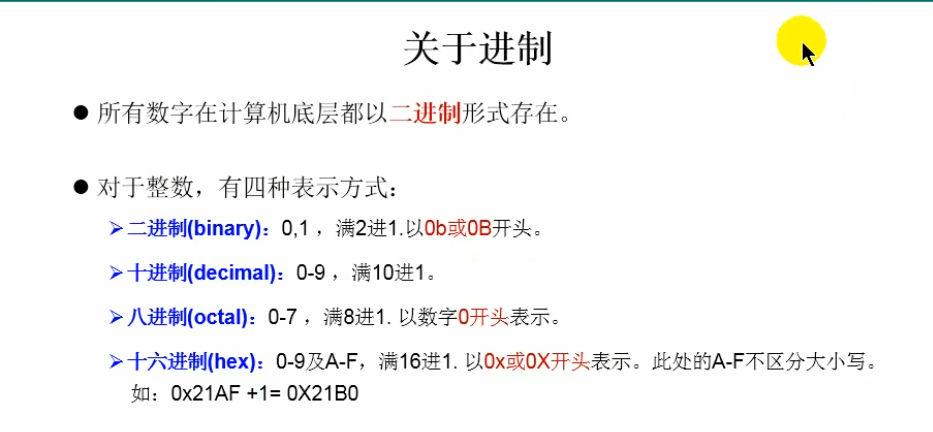 关于进制
● 所有数字在计算机底层都以二进制形式存在。
● 对于整数，有四种表示方式：
➢ 二进制(binary)：0,1 ，满2进1.以0b或0B开头。
➢ 十进制(decimal)：0-9 ，满10进1。
➢ 八进制(octal)：0-7 ，满8进1. 以数字0开头表示。
➢ 十六进制(hex)：0-9及A-F，满16进1. 以0x或0X开头表示。此处的A-F不区分大小写。
如：0x21AF +1= 0X21B0